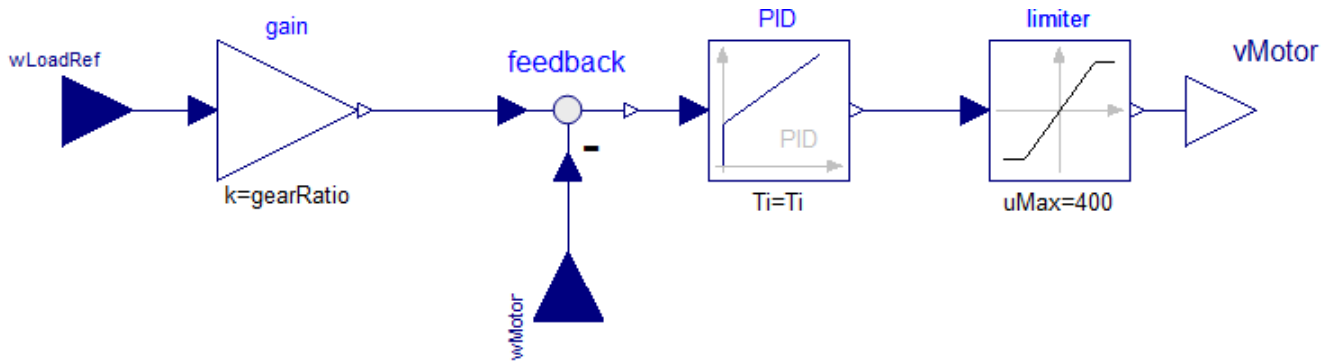 wLoadRef
gain
k=gearRatio
feedback
-
wMotor
PID
PID
Ti=Ti
limiter
uMax=400
vMotor